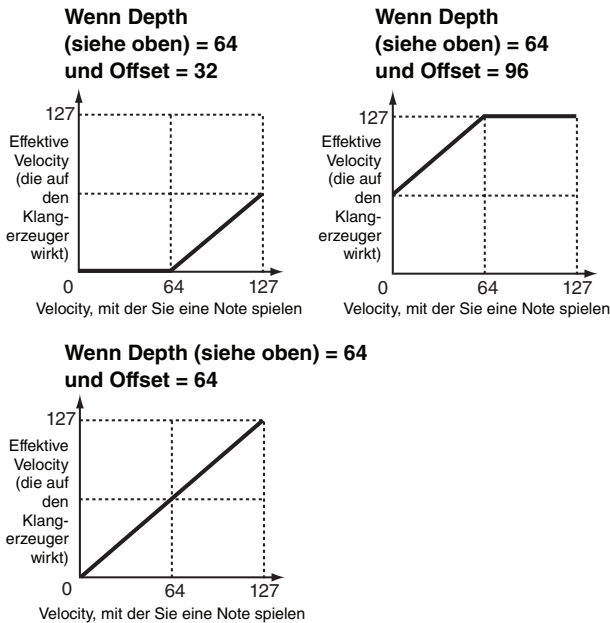 Wenn Depth
(siehe oben) = 64
und Offset = 32
127
Effektive
Velocity
(die auf
den
Klang-
erzeuger
wirkt)
0
64
127
Velocity, mit der Sie eine Note spielen
Wenn Depth
(siehe oben) = 64
und Offset = 96
127
Effektive
Velocity
(die auf
den
Klang-
erzeuger
wirkt)
0
64
127
Velocity, mit der Sie eine Note spielen
Wenn Depth (siehe oben) = 64
und Offset = 64
127
Effektive
Velocity
(die auf
den
Klang-
erzeuger
wirkt)
0
64
127
Velocity, mit der Sie eine Note spielen